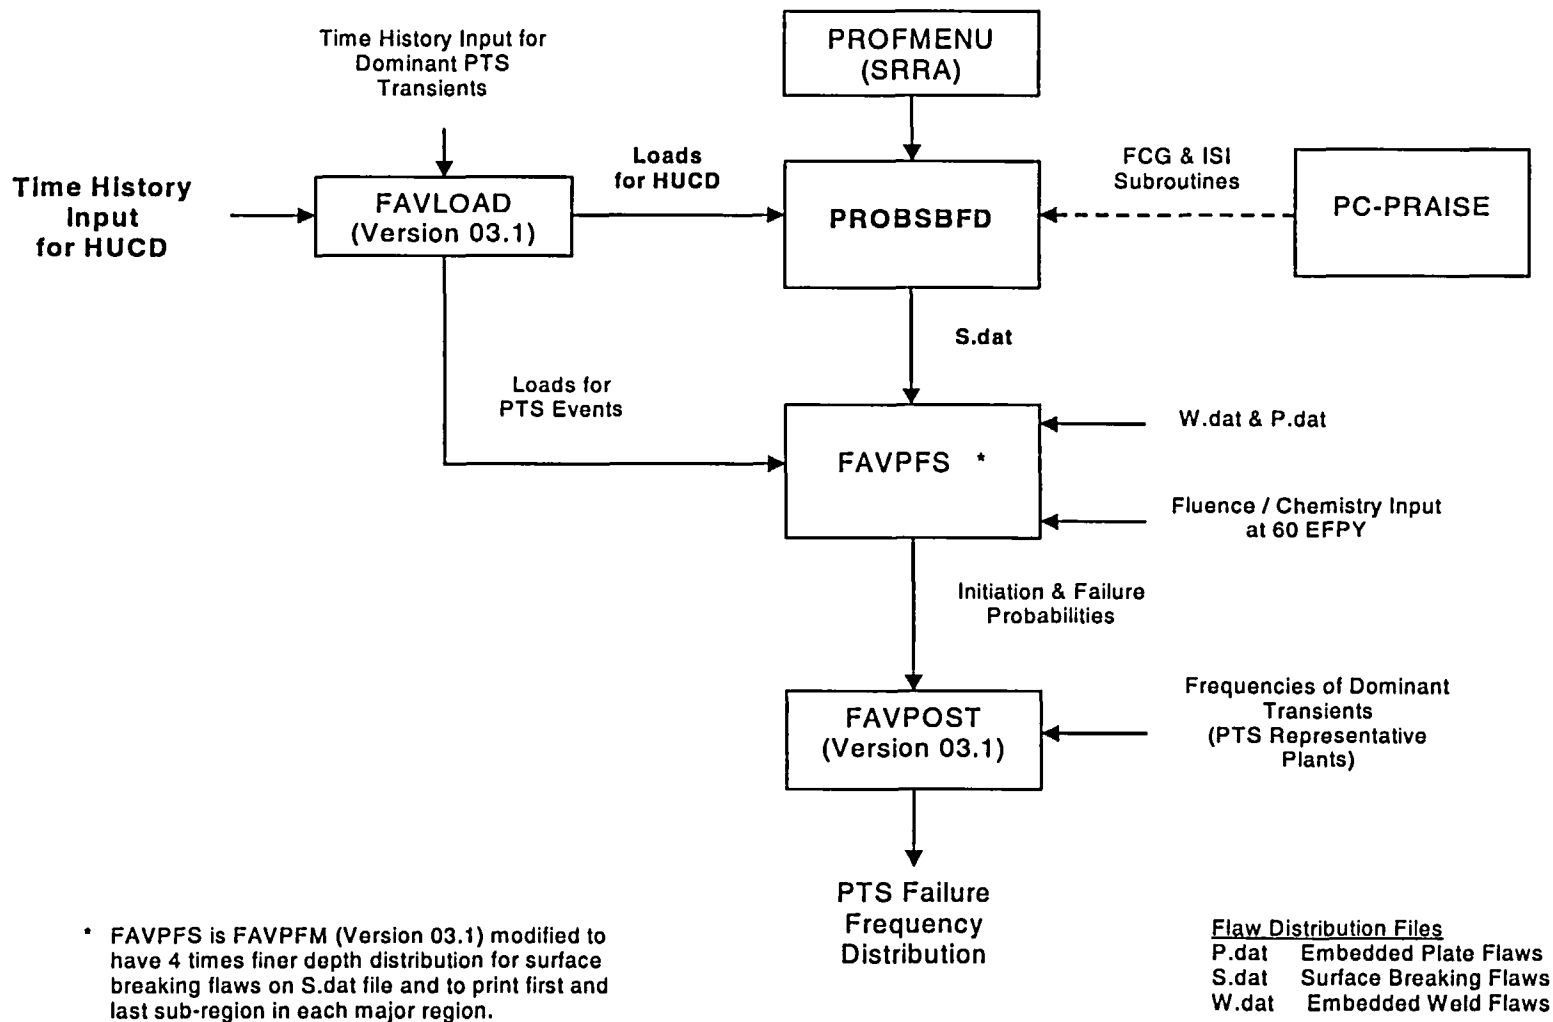 Time History Input for
Dominant PTS
Transients
PROFMENU
(SRRA)
Time History
Input
for HUCD
FAVLOAD
(Version 03.1)
Loads
for HUCD
PROBSBFD
FCG & ISI
Subroutines
PC-PRAISE
S.dat
Loads for
PTS Events
FAVPFS *
W.dat & P.dat
Fluence / Chemistry Input
at 60 EFPY
Initiation & Failure
Probabilities
FAVPOST
(Version 03.1)
Frequencies of Dominant
Transients
(PTS Representative
Plants)
PTS Failure
Frequency
Distribution
* FAVPFS is FAVPFM (Version 03.1) modified to
have 4 times finer depth distribution for surface
breaking flaws on S.dat file and to print first and
last sub-region in each major region.
Flaw Distribution Files
P.dat Embedded Plate Flaws
S.dat Surface Breaking Flaws
W.dat Embedded Weld Flaws